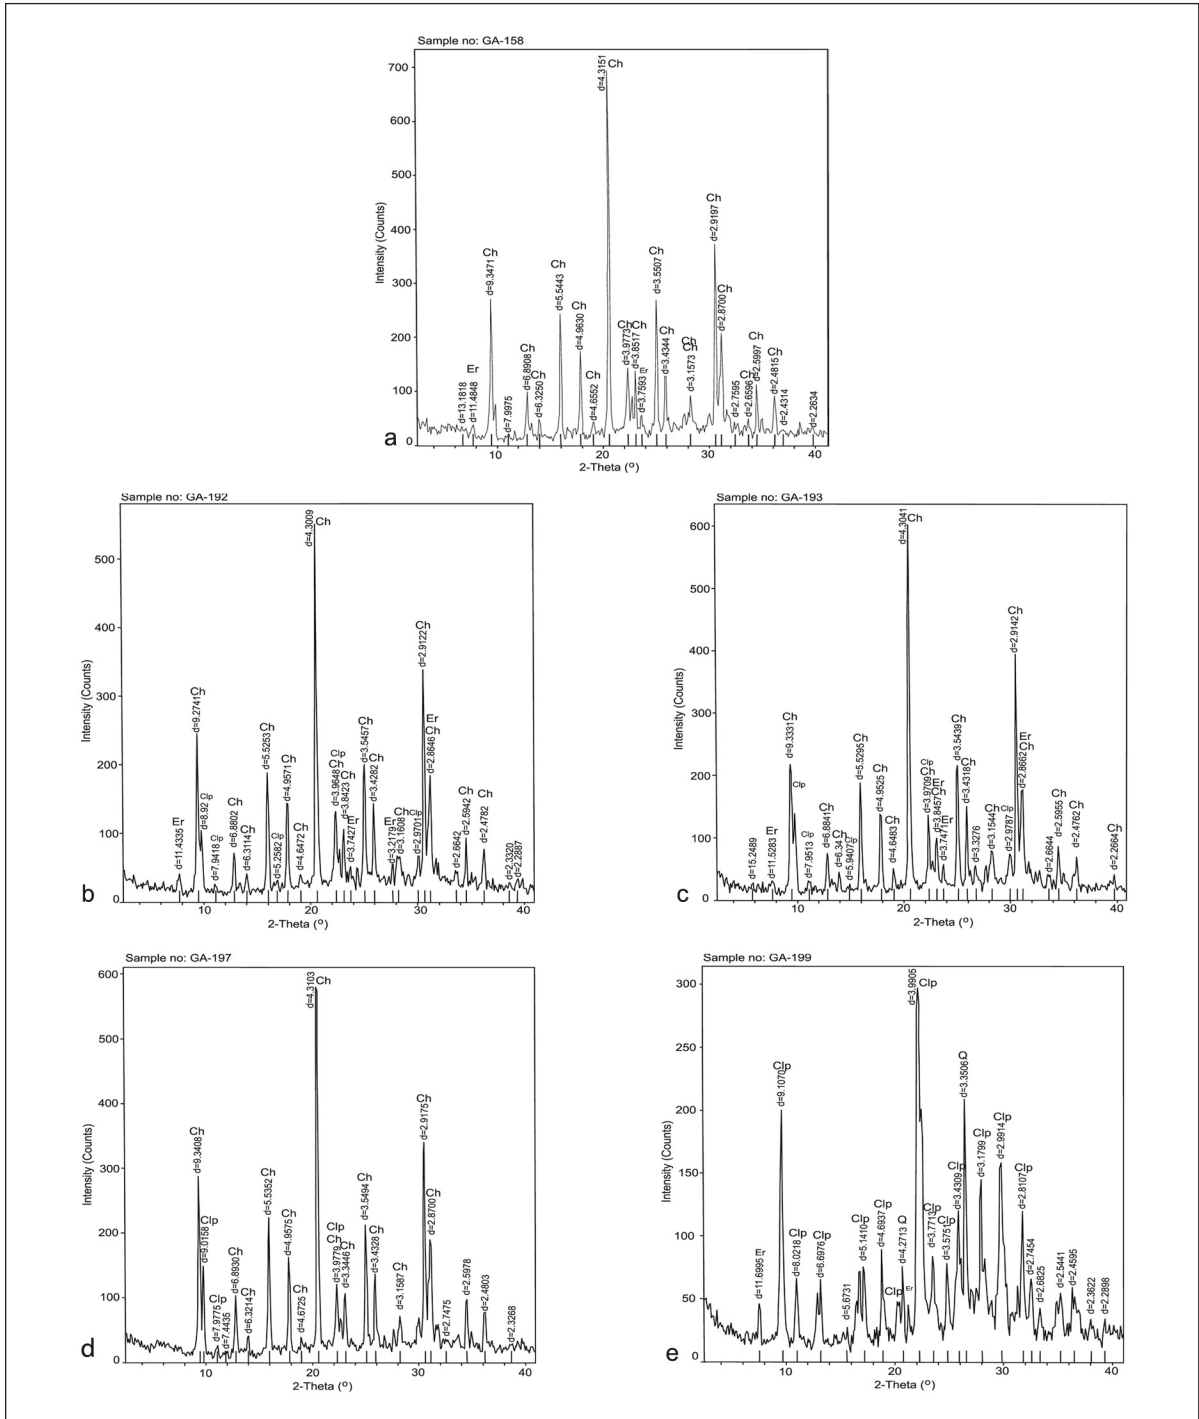 Sample no: GA-158
Intensity (Counts)
700
600
500
400
300
200
100
0
d=13.1818
Er
d=11.4848
Ch
d=9.3471
d=7.9975
Ch
d=6.8908
Ch
d=6.3250
Ch
d=5.5443
Ch
d=4.9630
Ch
d=4.6552
d=4.3151
Ch
Ch
d=3.9773
Ch
d=3.8517
Er
d=3.7593
Ch
d=3.5507
Ch
d=3.4344
Ch
Ch
d=3.1573
Ch
d=2.9197
Ch
d=2.8700
d=2.7595
Ch
d=2.6596
Ch
d=2.5997
Ch
d=2.4815
d=2.4314
d=2.2634
10
20
30
40
2-Theta (º)
a
Sample no: GA-192
Intensity (Counts)
500
400
300
200
100
0
Er
d=11.4335
Ch
d=9.2741
Clp
d=8.92
Clp
d=7.9418
Ch
d=6.8802
Ch
d=6.3114
Ch
d=5.5253
Clp
d=5.2582
Ch
d=4.9571
Ch
d=4.6472
d=4.3009
Ch
Clp
Ch
d=3.9648
Ch
d=3.8423
Er
d=3.7427
Ch
d=3.5457
Ch
d=3.4282
Er
d=3.2179
Ch
d=3.1608
Clp
d=2.9701
Ch
d=2.9122
Er
Ch
d=2.8646
d=2.6642
Ch
d=2.5942
Ch
d=2.4782
d=2.3320
d=2.2687
10
20
30
40
2-Theta (º)
b
Sample no: GA-193
Intensity (Counts)
600
500
400
300
200
100
0
d=15.2489
Er
d=11.5283
Ch
d=9.3331
Clp
Clp
d=7.9513
Ch
d=6.8841
Ch
d=6.341
Clp
d=5.9407
Ch
d=5.5295
Ch
d=4.9525
Ch
d=4.6483
d=4.3041
Ch
Clp
Ch
d=3.9709
Er
Ch
d=3.8457
Er
d=3.7471
Ch
d=3.5439
Ch
d=3.4318
d=3.3276
Ch
d=3.1544
Clp
d=2.9787
Ch
d=2.9142
Er
Ch
d=2.8662
d=2.6644
Ch
d=2.5955
Ch
d=2.4762
Ch
d=2.2664
10
20
30
40
2-Theta (º)
c
Sample no: GA-197
Intensity (Counts)
600
500
400
300
200
100
0
Ch
d=9.3408
Clp
d=9.0158
Clp
d=7.9775
d=7.4435
Ch
d=6.8930
Ch
d=6.3214
Ch
d=5.5352
Ch
d=4.9575
Ch
d=4.6725
d=4.3103
Ch
Clp
Ch
d=3.9779
Ch
d=3.3446
Ch
d=3.5494
Ch
d=3.4328
Ch
d=3.1587
Ch
d=2.9175
Ch
d=2.8700
d=2.7475
d=2.5978
d=2.4803
d=2.3268
10
20
30
40
2-Theta (º)
d
Sample no: GA-199
Intensity (Counts)
300
250
200
150
100
50
0
Er
d=11.6995
Clp
d=9.1070
Clp
d=8.0218
Clp
d=6.6976
d=5.6731
Clp
d=5.1410
Clp
d=4.6937
Clp
Q
d=4.2713
Er
d=3.9905
Clp
Clp
d=3.7713
Clp
d=3.5751
Clp
d=3.4309
Q
d=3.3506
Clp
d=3.1799
Clp
d=2.9914
Clp
d=2.8107
d=2.7454
d=2.6825
d=2.5441
d=2.4595
d=2.3622
d=2.2898
10
20
30
40
2-Theta (º)
e